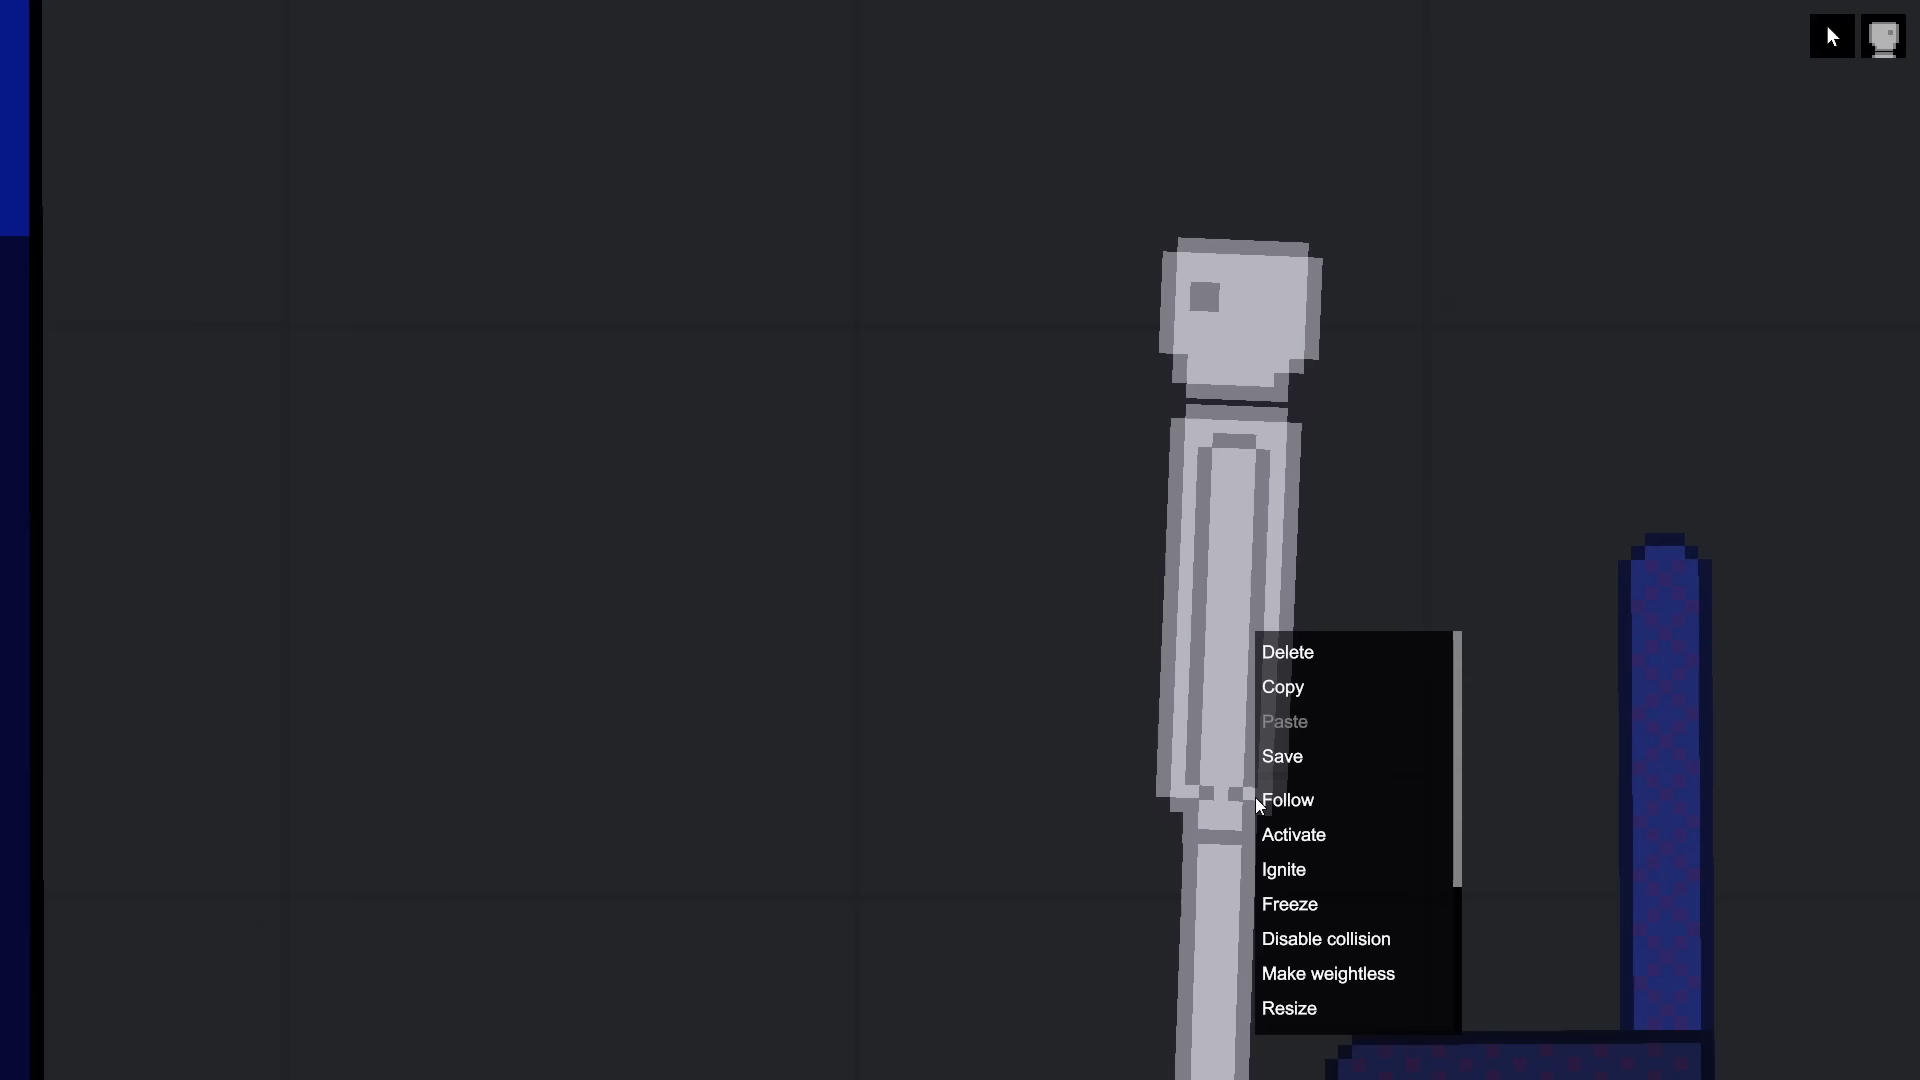 Delete
Copy
Paste
Save
Follow
Activate
Ignite
Freeze
Disable collision
Make weightless
Resize